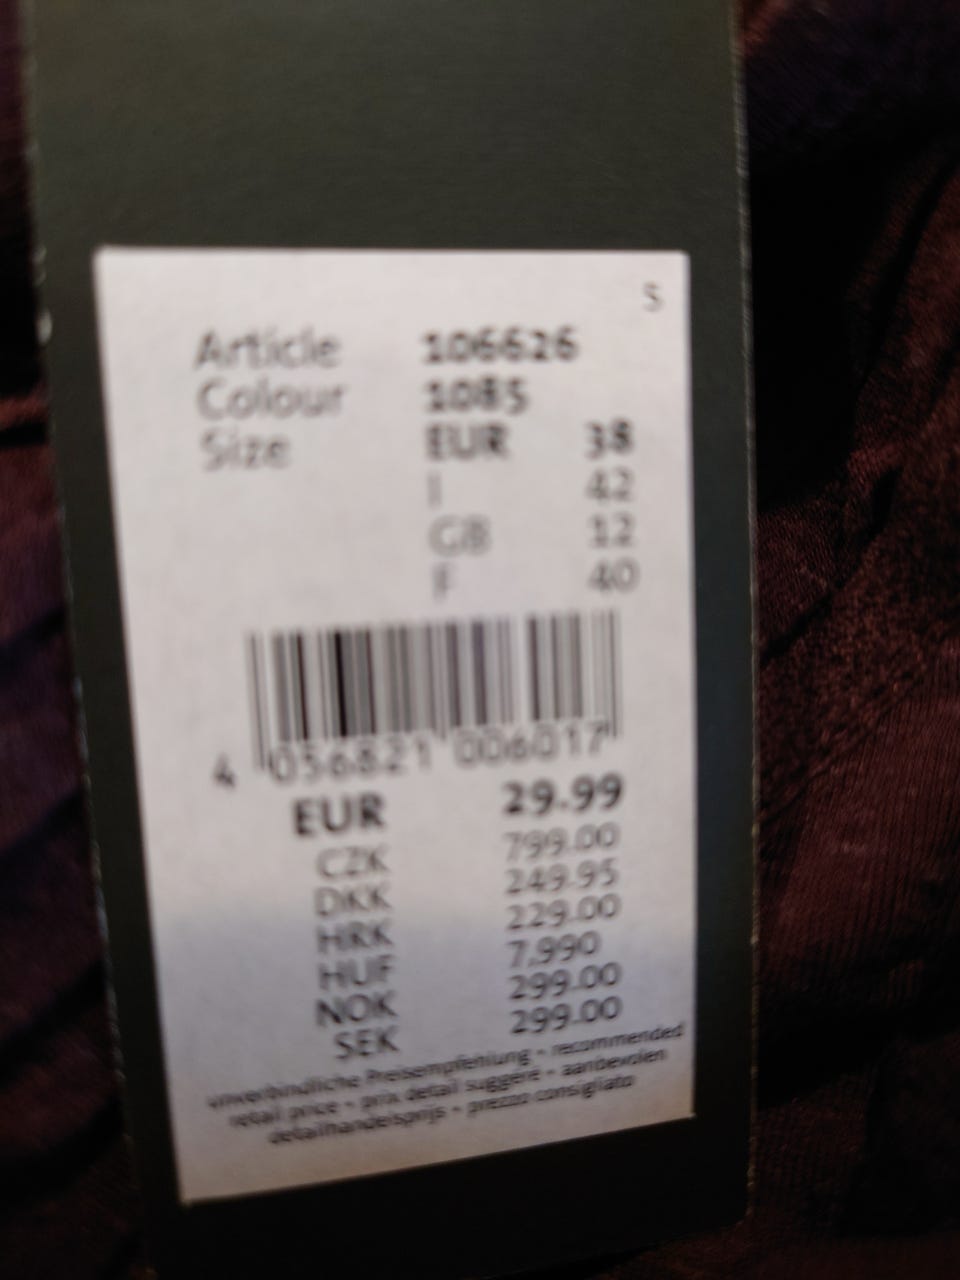 S
Article 106626
Colour 1085
Size EUR 38
I 42
GB 12
F 40
4 056821 006017
EUR 29.99
CZK 799.00
DKK 249.95
HRK 229.00
HUF 7,990
NOK 299.00
SEK 299.00
unverbindliche Preisempfehlung - recommended
retail price - prix detail suggéré - aanbevolen
detailhandelsprijs - prezzo consigliato